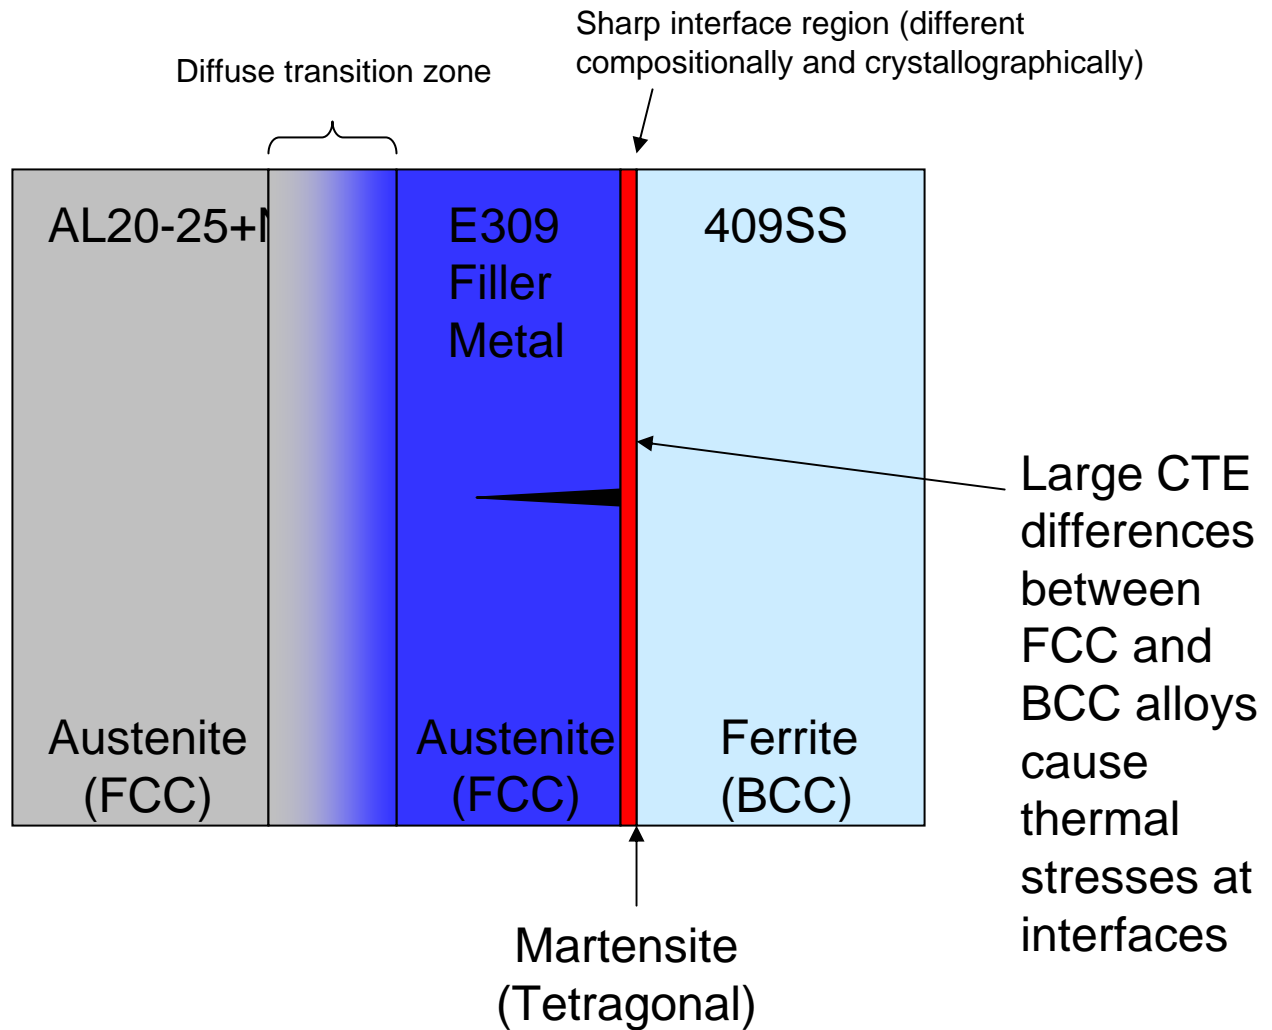 Sharp interface region (different
compositionally and crystallographically)
Diffuse transition zone
AL20-25+
E309
Filler
Metal
409SS
Large CTE
differences
between
FCC and
BCC alloys
cause
thermal
stresses at
interfaces
Austenite
(FCC)
Austenite
(FCC)
Ferrite
(BCC)
Martensite
(Tetragonal)